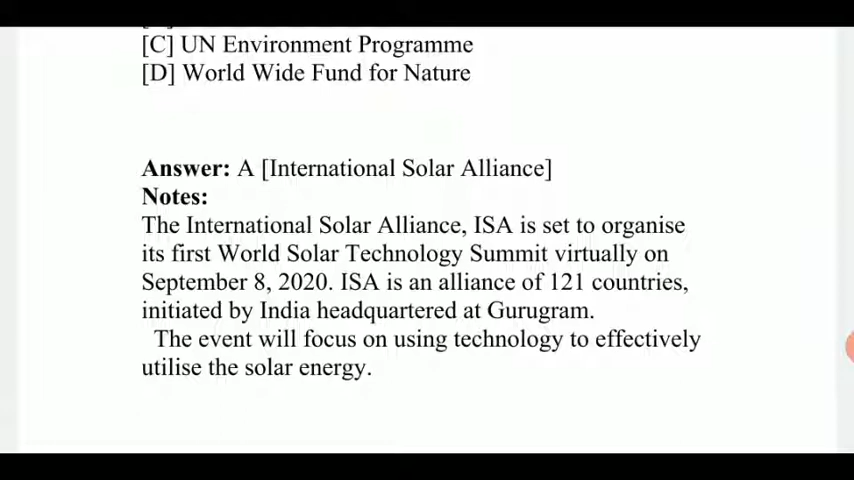 [C] UN Environment Programme
[D] World Wide Fund for Nature
Answer: A [International Solar Alliance]
Notes:
The International Solar Alliance, ISA is set to organise
its first World Solar Technology Summit virtually on
September 8, 2020. ISA is an alliance of 121 countries,
initiated by India headquartered at Gurugram.
The event will focus on using technology to effectively
utilise the solar energy.